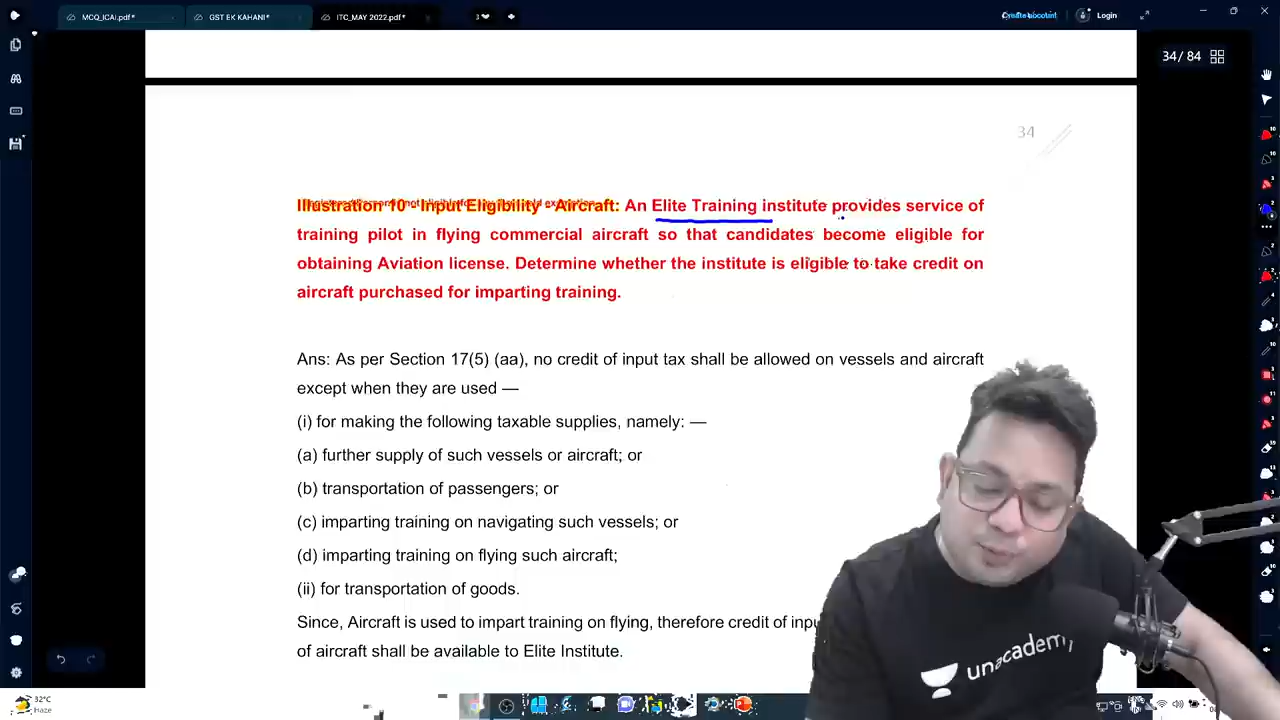 MCQ_ICAI.pdf* GST EK KAHANI* ITC_MAY 2022.pdf* 3 Login
34/ 84
34
Illustration 10 - Input Eligibility - Aircraft: An Elite Training institute provides service of
training pilot in flying commercial aircraft so that candidates become eligible for
obtaining Aviation license. Determine whether the institute is eligible to take credit on
aircraft purchased for imparting training.
Ans: As per Section 17(5) (aa), no credit of input tax shall be allowed on vessels and aircraft
except when they are used —
(i) for making the following taxable supplies, namely: —
(a) further supply of such vessels or aircraft; or
(b) transportation of passengers; or
(c) imparting training on navigating such vessels; or
(d) imparting training on flying such aircraft;
(ii) for transportation of goods.
Since, Aircraft is used to impart training on flying, therefore credit of
of aircraft shall be available to Elite Institute.
unacademy
32°C
Haze